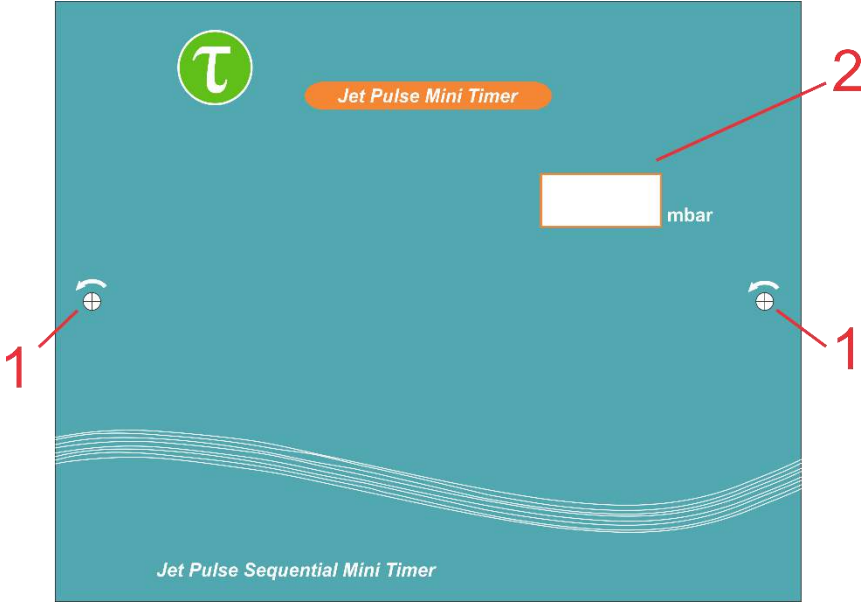 τ
Jet Pulse Mini Timer
2
mbar
1
1
Jet Pulse Sequential Mini Timer